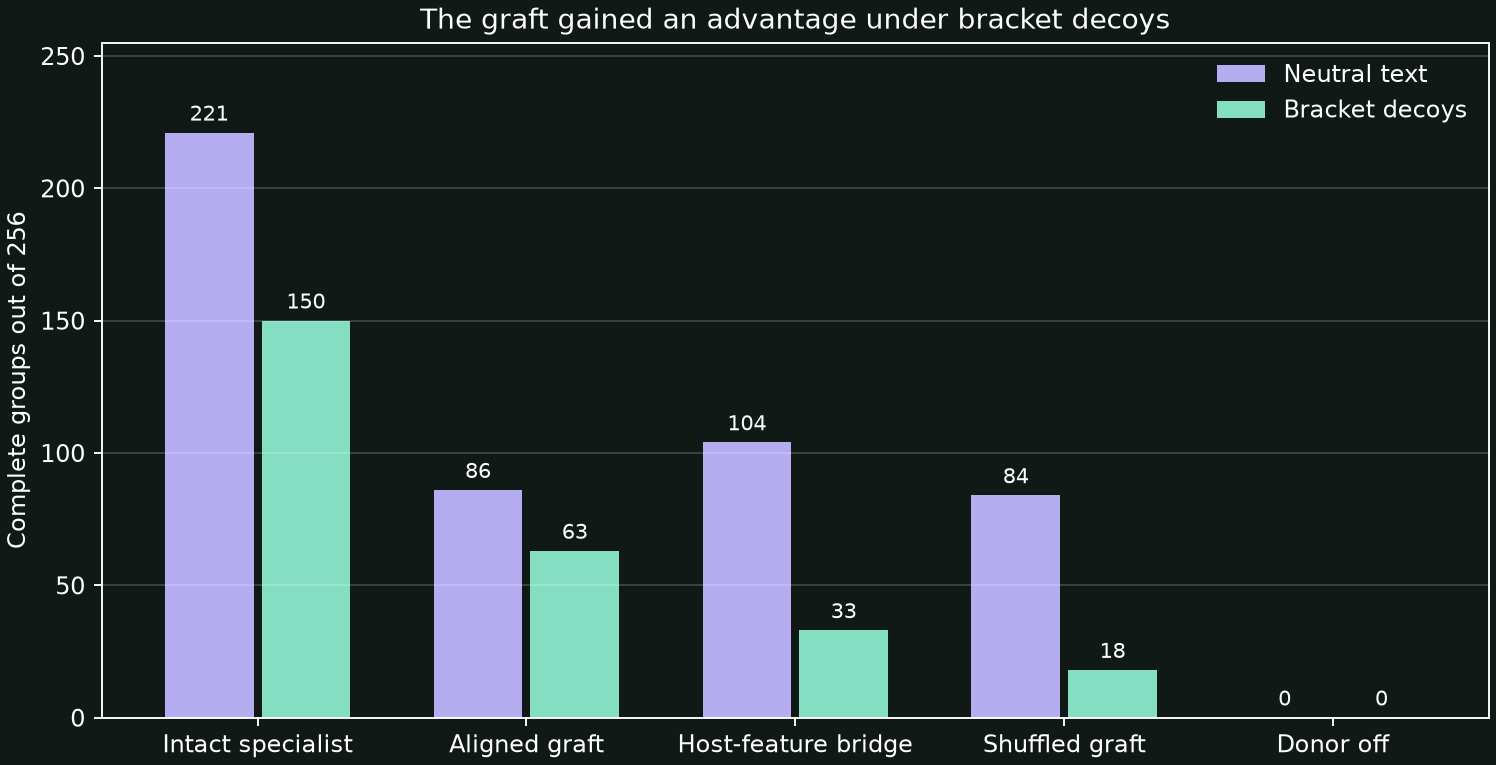 The graft gained an advantage under bracket decoys
Neutral text
Bracket decoys
Complete groups out of 256
250
200
150
100
50
0
221
150
86
63
104
33
84
18
0
0
Intact specialist
Aligned graft
Host-feature bridge
Shuffled graft
Donor off